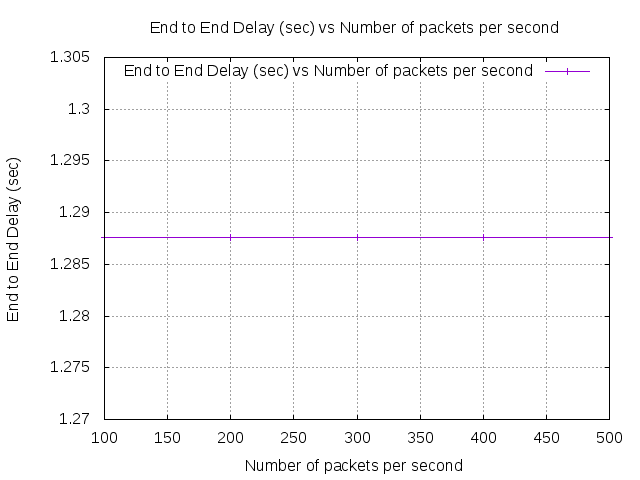 End to End Delay (sec) vs Number of packets per second
1.305
End to End Delay (sec) vs Number of packets per second
1.3
1.295
1.29
1.285
1.28
1.275
1.27
End to End Delay (sec)
100 150 200 250 300 350 400 450 500
Number of packets per second